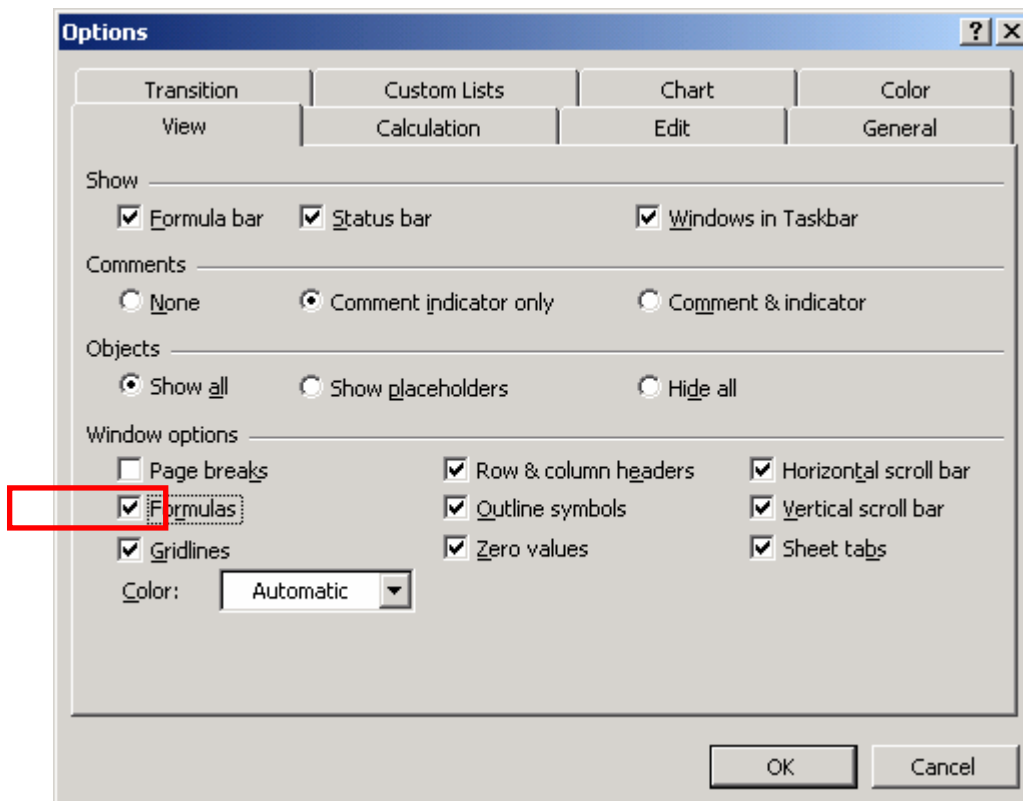 Options
Transition Custom Lists Chart Color
View Calculation Edit General
Show
Formula bar Status bar Windows in Taskbar
Comments
None Comment indicator only Comment & indicator
Objects
Show all Show placeholders Hide all
Window options
Page breaks Row & column headers Horizontal scroll bar
Formulas Outline symbols Vertical scroll bar
Gridlines Zero values Sheet tabs
Color: Automatic
OK Cancel